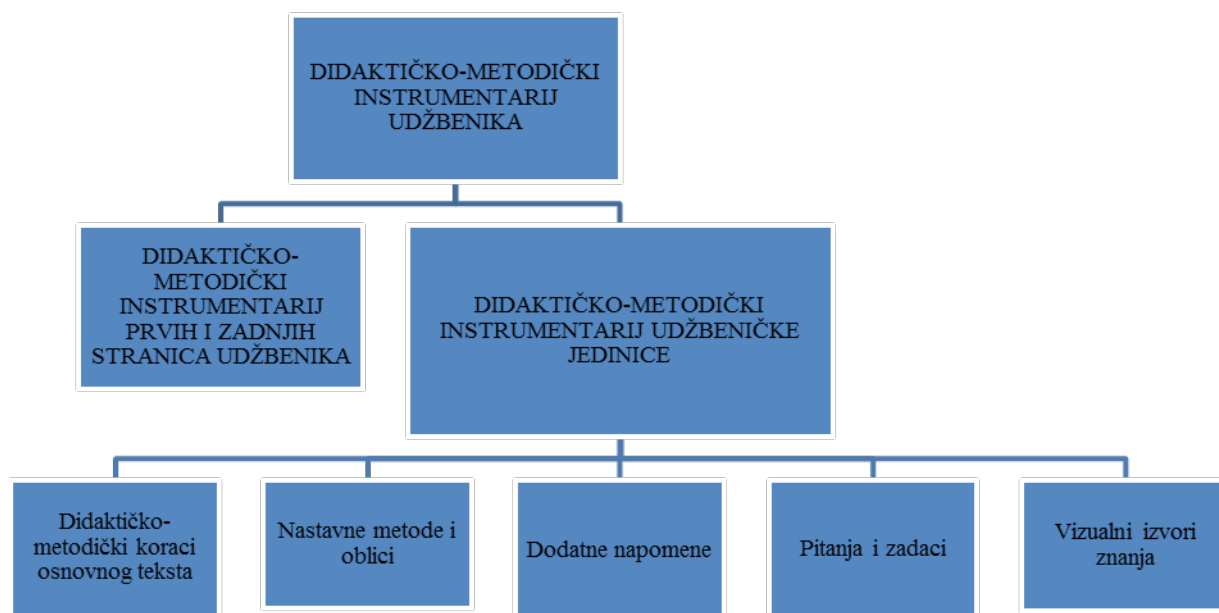 DIDAKTIČKO-METODIČKI
INSTRUMENTARIJ
UDŽBENIKA
DIDAKTIČKO-
METODIČKI
INSTRUMENTARIJ
PRVIH I ZADNJIH
STRANICA UDŽBENIKA
DIDAKTIČKO-METODIČKI
INSTRUMENTARIJ UDŽBENIČKE
JEDINICE
Didaktičko-
metodički koraci
osnovnog teksta
Nastavne metode i
oblici
Dodatne napomene
Pitanja i zadaci
Vizualni izvori
znanja